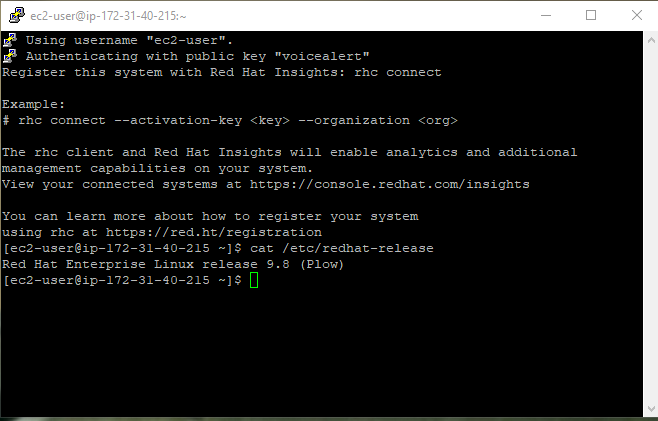 ec2-user@ip-172-31-40-215:~
Using username "ec2-user".
Authenticating with public key "voicealert"
Register this system with Red Hat Insights: rhc connect
Example:
# rhc connect --activation-key <key> --organization <org>
The rhc client and Red Hat Insights will enable analytics and additional
management capabilities on your system.
View your connected systems at https://console.redhat.com/insights
You can learn more about how to register your system
using rhc at https://red.ht/registration
[ec2-user@ip-172-31-40-215 ~]$ cat /etc/redhat-release
Red Hat Enterprise Linux release 9.8 (Plow)
[ec2-user@ip-172-31-40-215 ~]$